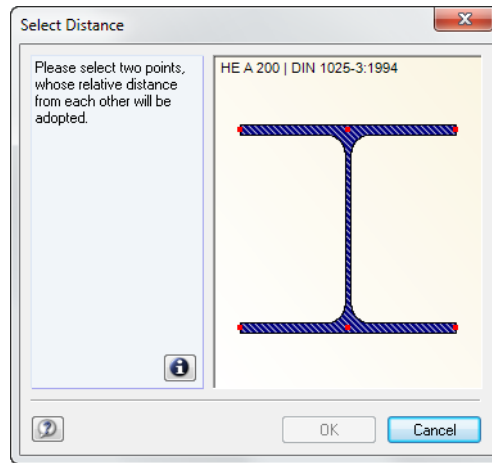 Select Distance
Please select two points,
whose relative distance
from each other will be
adopted.
HE A 200 | DIN 1025-3:1994
OK
Cancel